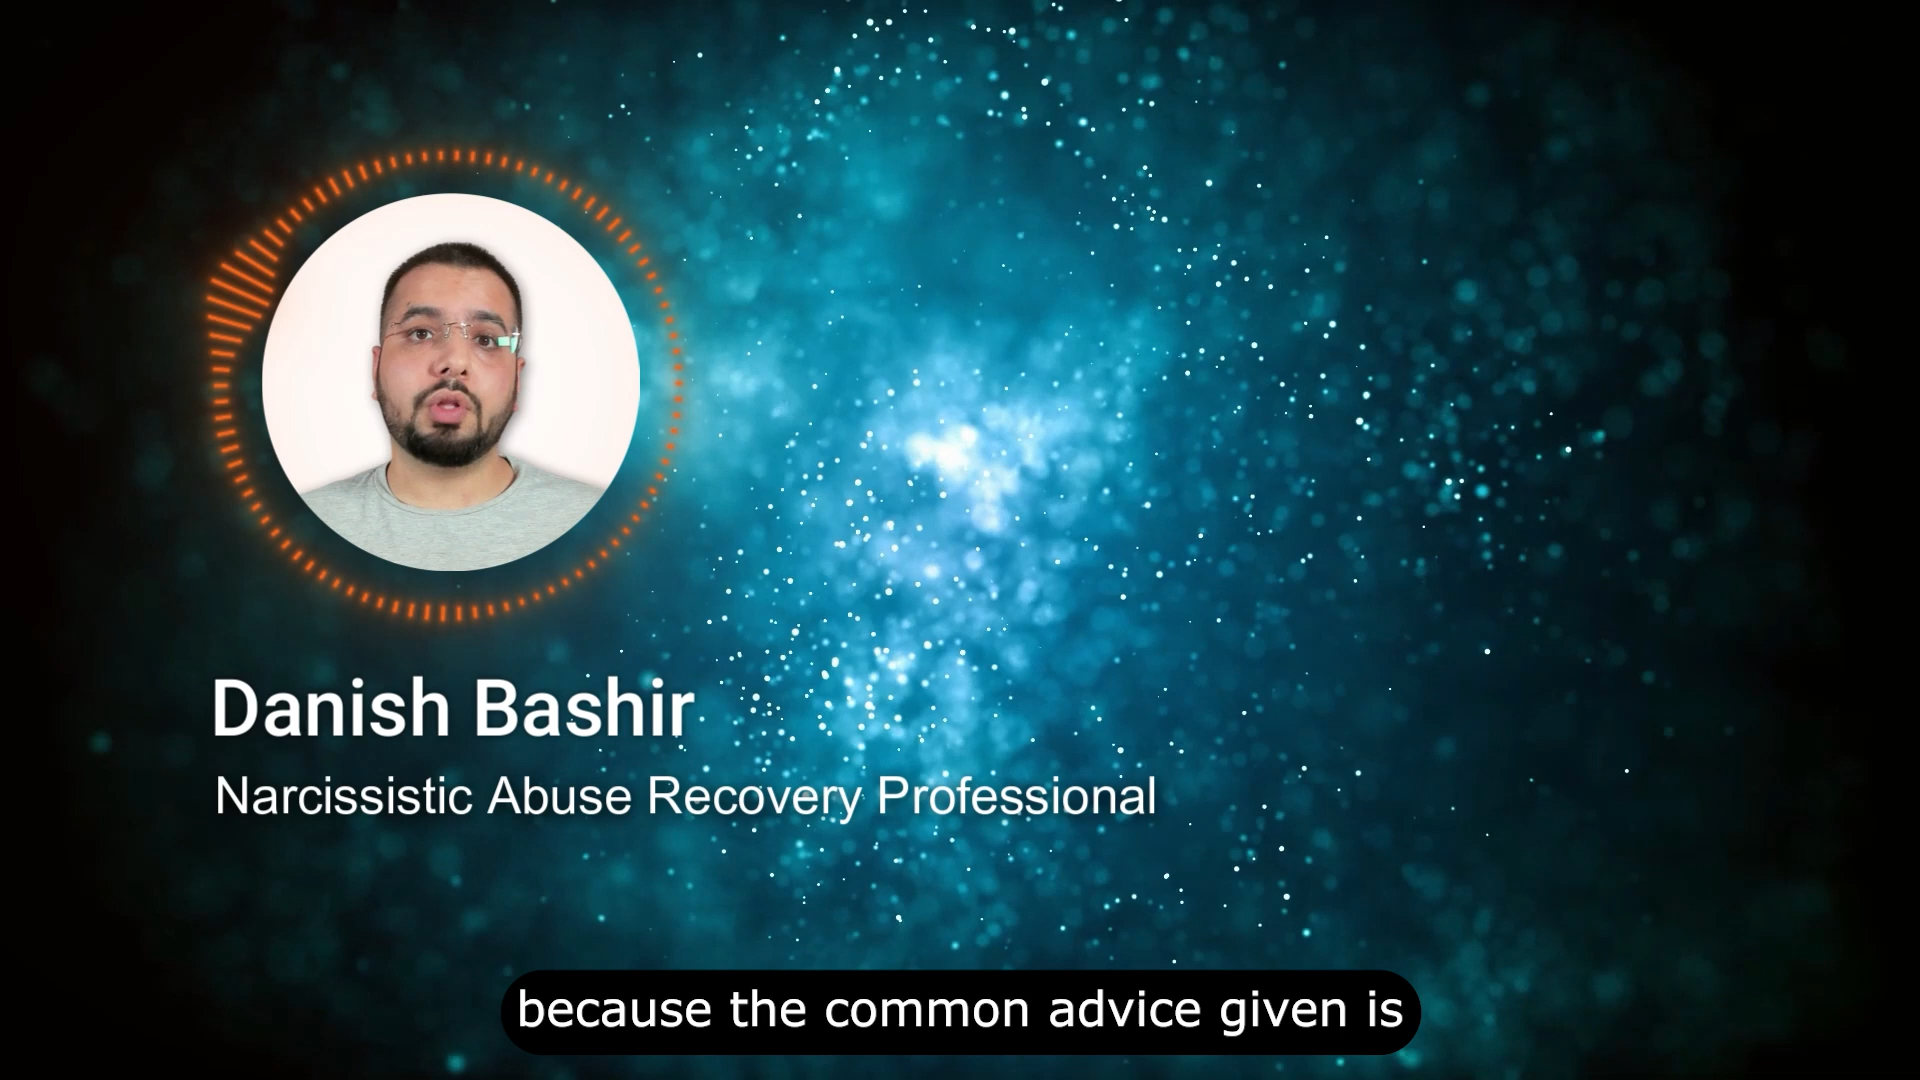 Danish Bashir
Narcissistic Abuse Recovery Professional
because the common advice given is